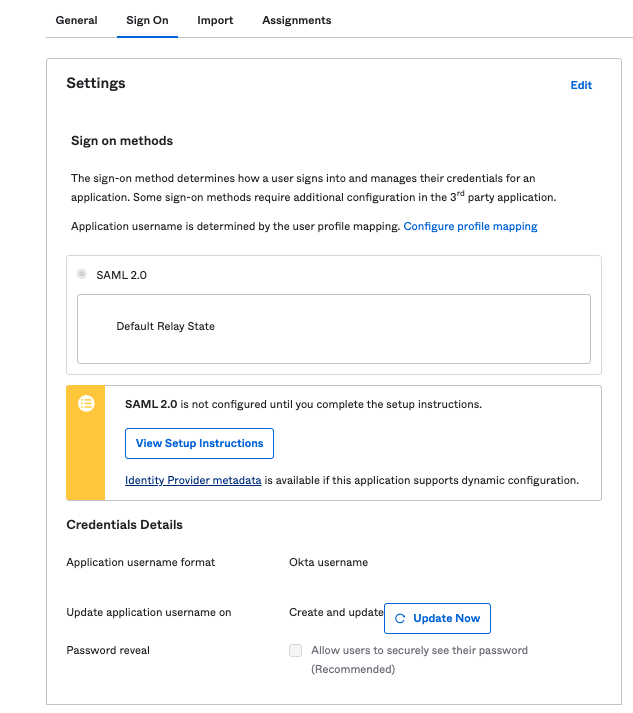 General Sign On Import Assignments
Settings
Edit
Sign on methods
The sign-on method determines how a user signs into and manages their credentials for an
application. Some sign-on methods require additional configuration in the 3rd party application.
Application username is determined by the user profile mapping. Configure profile mapping
SAML 2.0
Default Relay State
SAML 2.0 is not configured until you complete the setup instructions.
View Setup Instructions
Identity Provider metadata is available if this application supports dynamic configuration.
Credentials Details
Application username format Okta username
Update application username on Create and update Update Now
Password reveal Allow users to securely see their password
(Recommended)